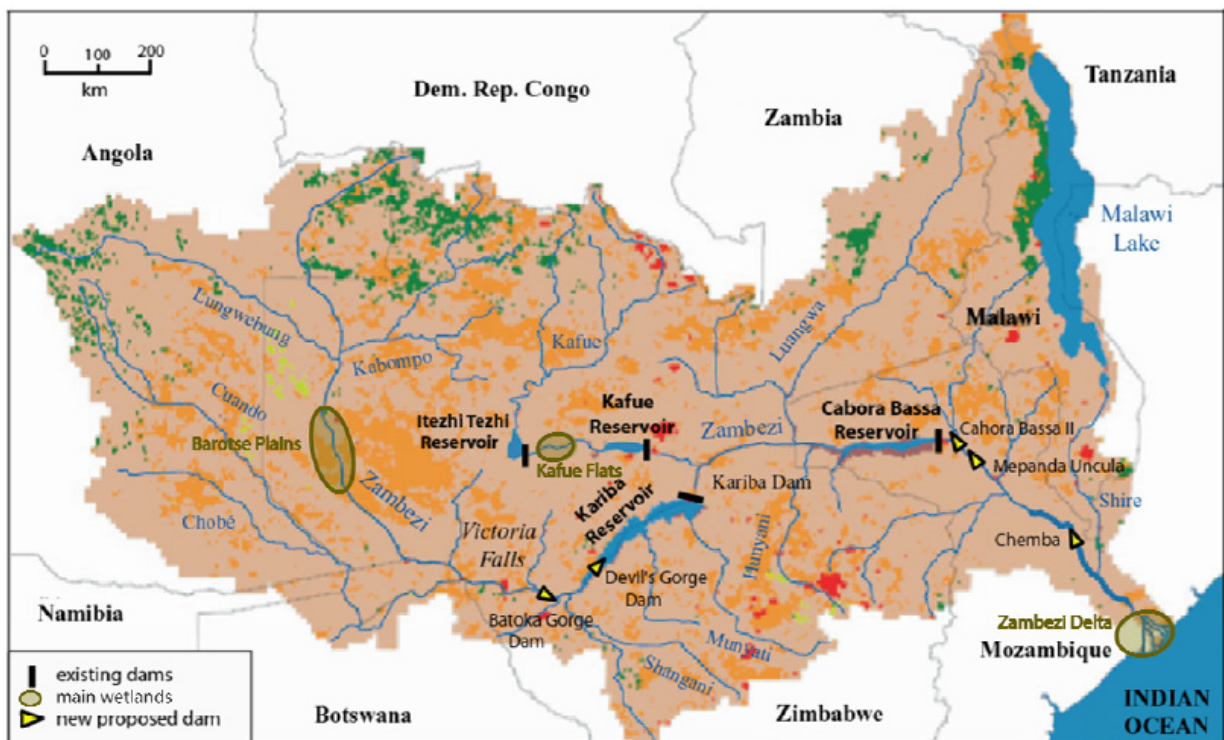 0 100 200
km
Dem. Rep. Congo
Zambia
Tanzania
Angola
Malawi
Lake
Lungwebung
Kabompo
Kafue
Luangwa
Malawi
Cuando
Barotse Plains
Itezhi Tezhi
Reservoir
Kafue Flats
Kafue
Reservoir
Zambezi
Cabora Bassa
Reservoir
Cahora Bassa II
Mepanda Uncula
Zambezi
Kariba
Reservoir
Kariba Dam
Shire
Chobé
Victoria
Falls
Hunyani
Chemba
Devil's Gorge
Dam
Batoka Gorge
Dam
Namibia
Munyati
Shangani
Zambezi Delta
Mozambique
existing dams
main wetlands
new proposed dam
Botswana
Zimbabwe
INDIAN
OCEAN